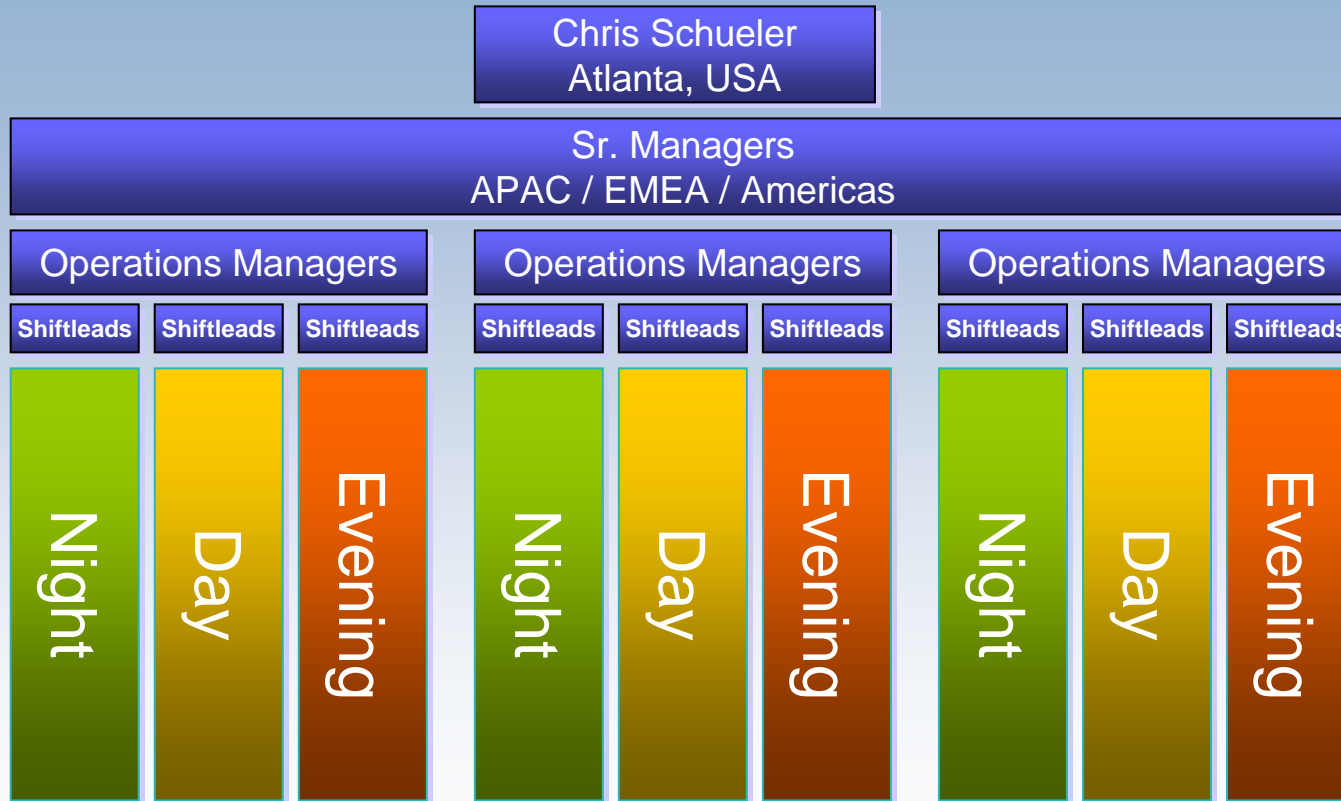 Chris Schueler
Atlanta, USA
Sr. Managers
APAC / EMEA / Americas
Operations Managers
Operations Managers
Operations Managers
Shiftleads
Shiftleads
Shiftleads
Shiftleads
Shiftleads
Shiftleads
Shiftleads
Shiftleads
Shiftleads
Night
Day
Evening
Night
Day
Evening
Night
Day
Evening